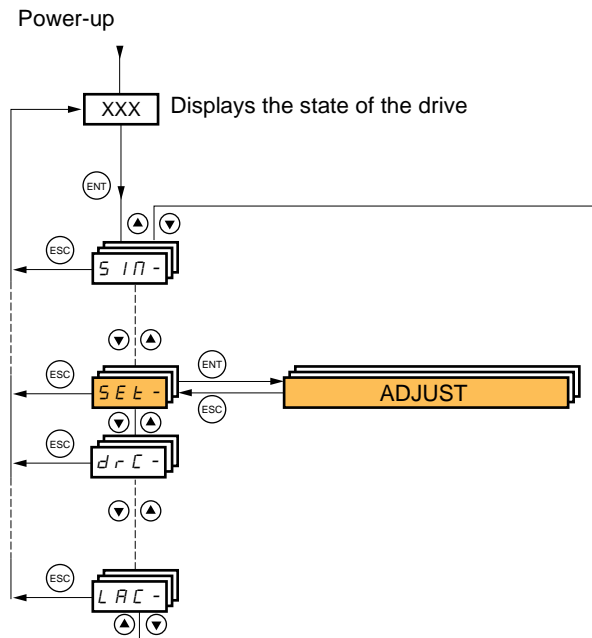 Power-up
XXX Displays the state of the drive
ENT
ESC
SIM-
ESC
SEt-
ENT
ESC
ADJUST
ESC
drC-
ESC
LAC-